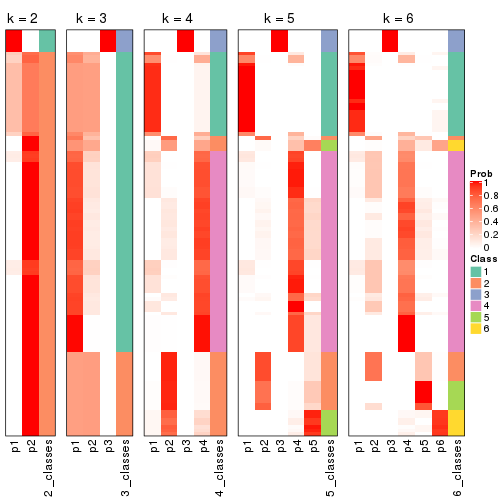 k = 2
k = 3
k = 4
k = 5
k = 6
Prob
1
0.8
0.6
0.4
0.2
0
Class
1
2
3
4
5
6
p1
p2
2_classes
p1
p2
p3
3_classes
p1
p2
p3
p4
4_classes
p1
p2
p3
p4
p5
5_classes
p1
p2
p3
p4
p5
p6
6_classes